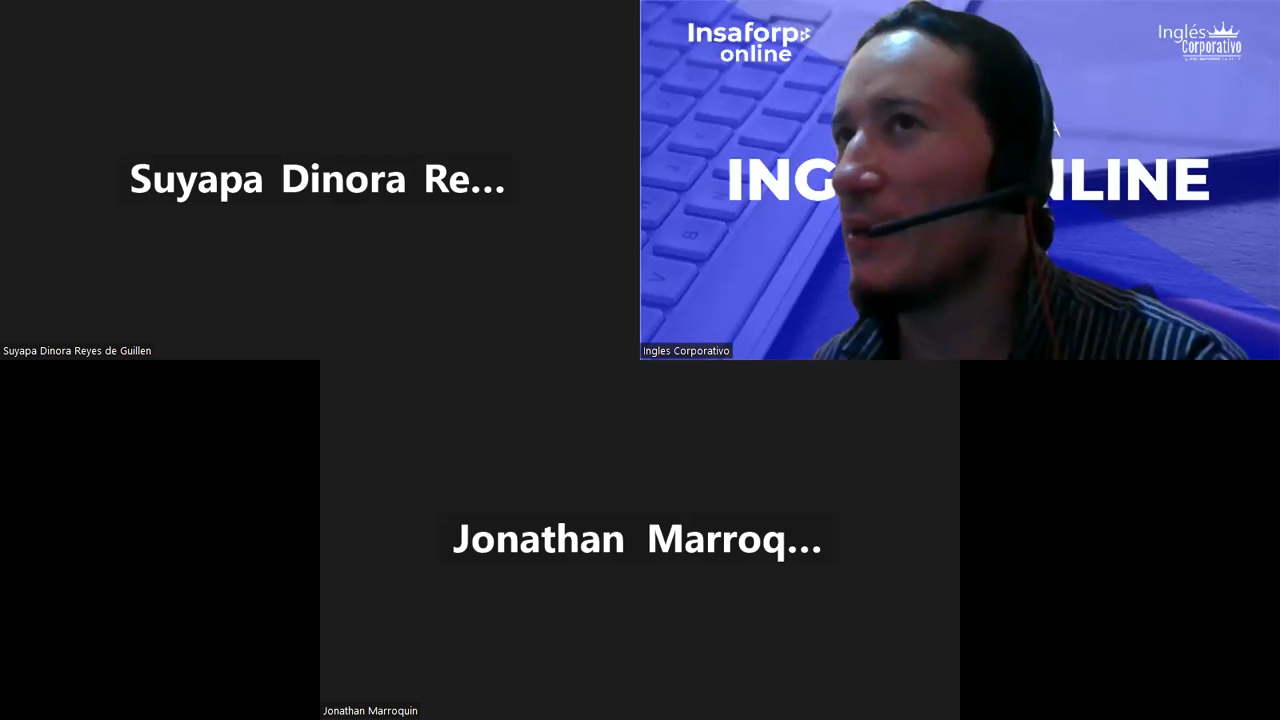 Suyapa Dinora Re...
Suyapa Dinora Reyes de Guillen
Insaforp
online
Inglés
Corporativo
A
ING
NLINE
Ingles Corporativo
Jonathan Marroq...
Jonathan Marroquin